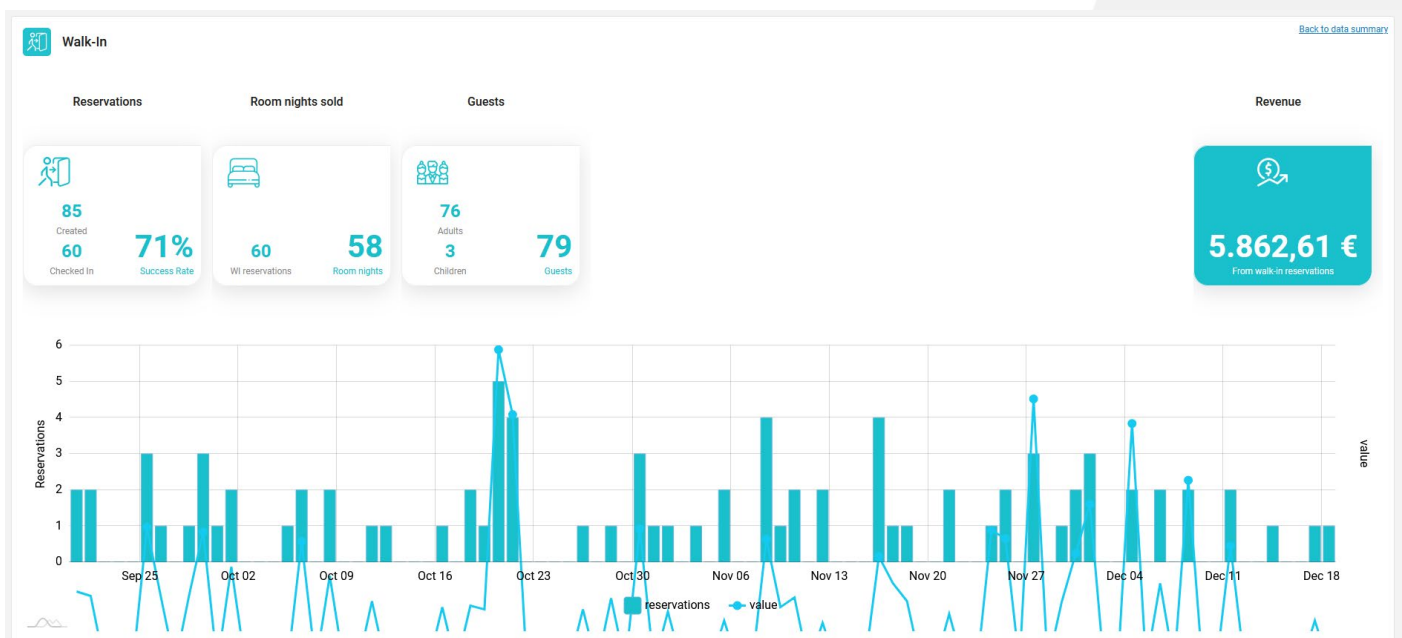 Walk-In
Back to data summary
Reservations
Room nights sold
Guests
Revenue
85
Created
60
Checked In
71%
Success Rate
60
WI reservations
58
Room nights
76
Adults
3
Children
79
Guests
$
5.862,61 €
From walk-in reservations
6
5
4
3
2
1
0
Reservations
value
Sep 25
Oct 02
Oct 09
Oct 16
Oct 23
Oct 30
Nov 06
Nov 13
Nov 20
Nov 27
Dec 04
Dec 11
Dec 18
reservations
value